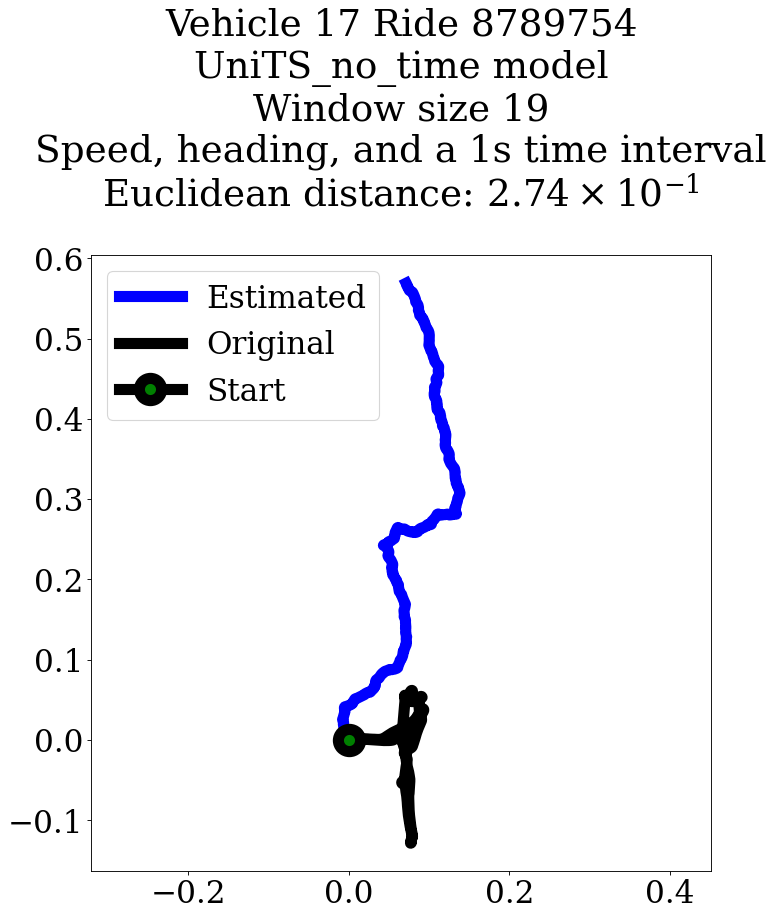 Vehicle 17 Ride 8789754
UniTS_no_time model
Window size 19
Speed, heading, and a 1s time interval
Euclidean distance: 2.74 × 10⁻¹
Estimated
Original
Start
0.6
0.5
0.4
0.3
0.2
0.1
0.0
−0.1
−0.2 0.0 0.2 0.4